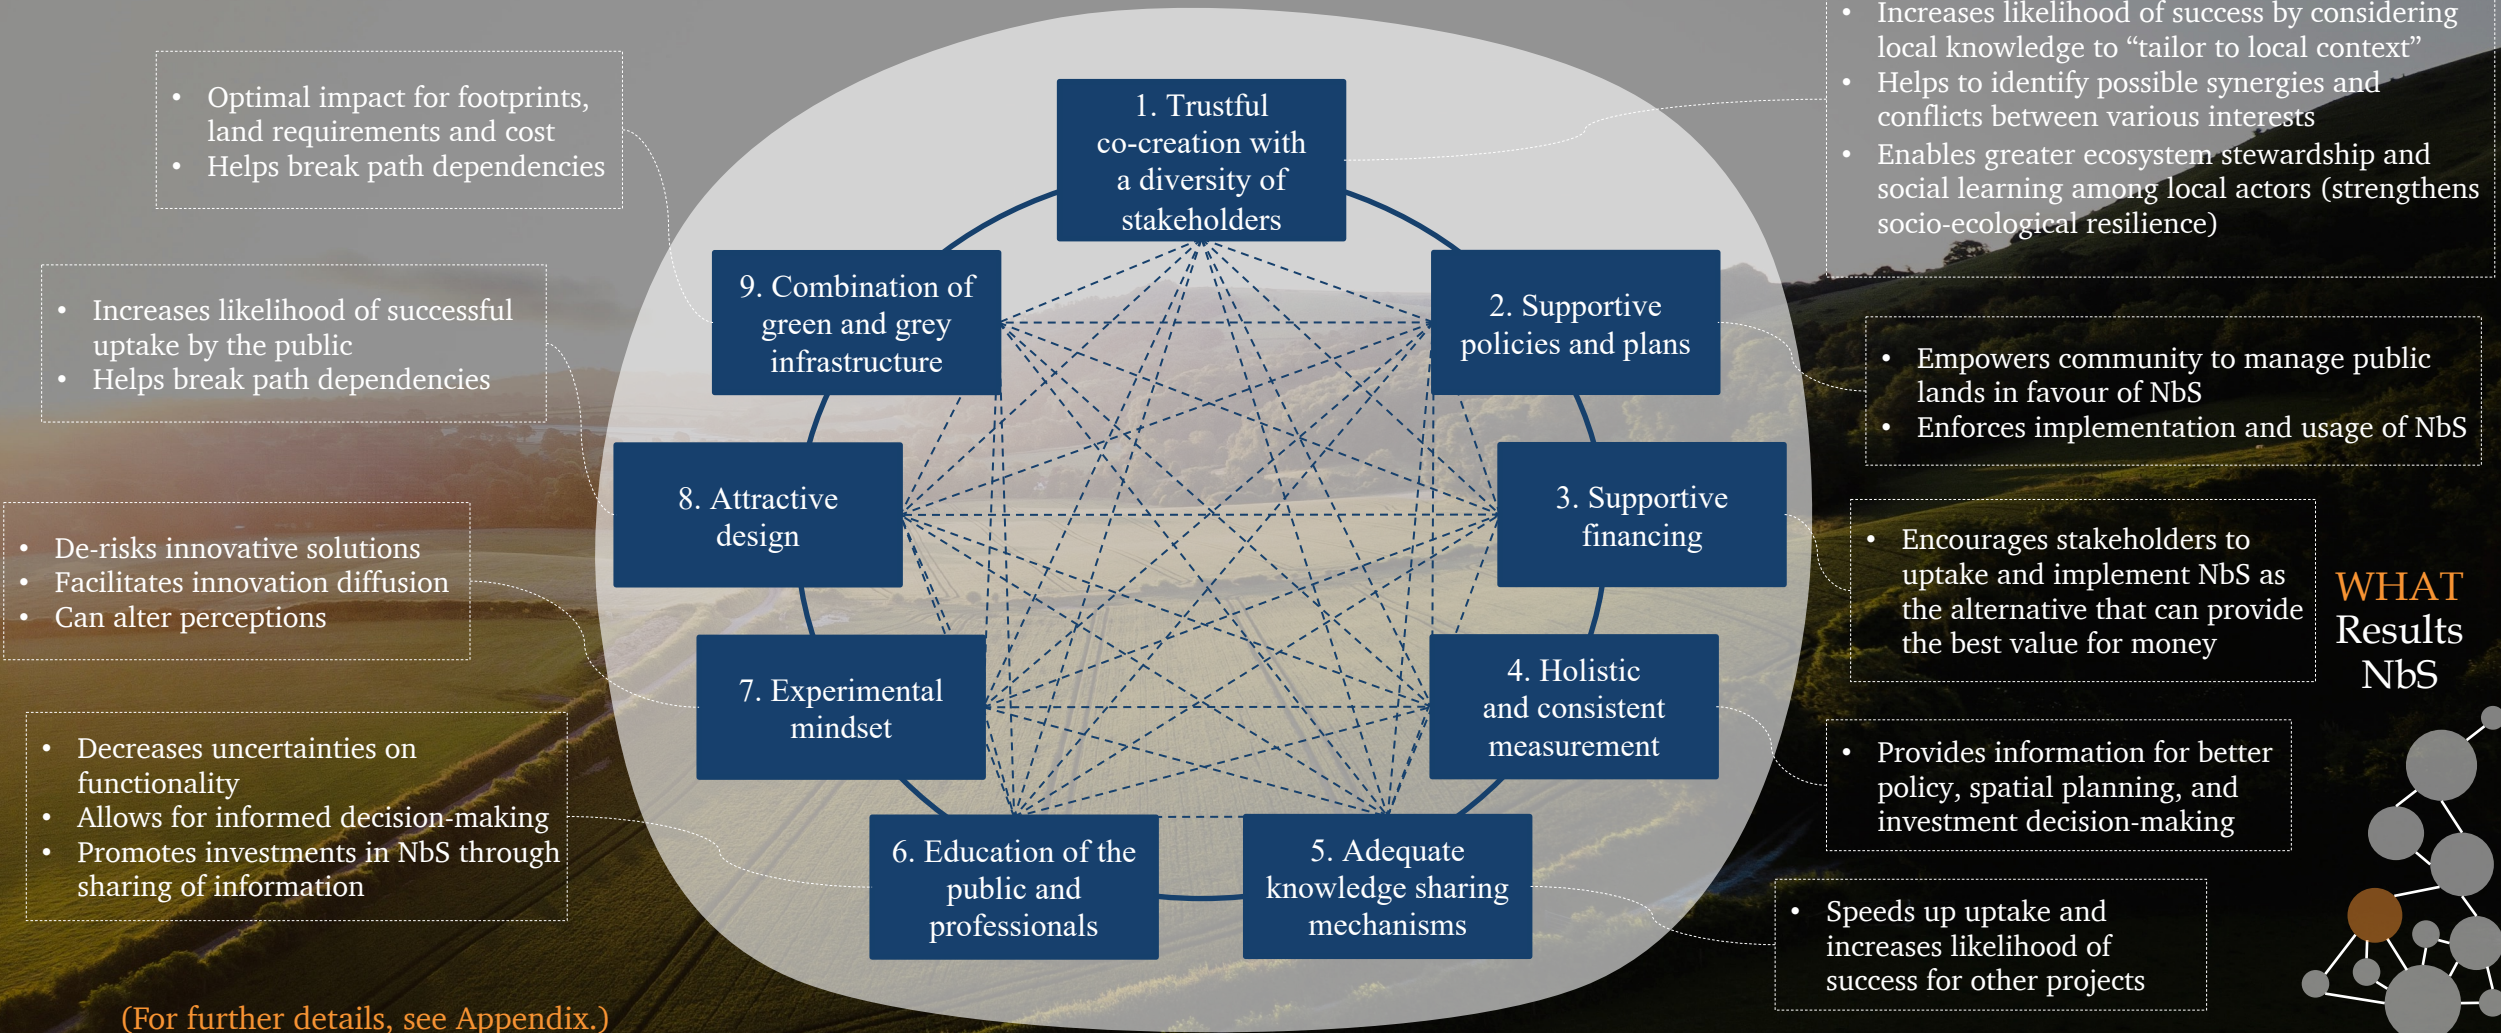 • Increases likelihood of success by considering
local knowledge to “tailor to local context”
• Helps to identify possible synergies and
conflicts between various interests
• Enables greater ecosystem stewardship and
social learning among local actors (strengthens
socio-ecological resilience)
• Optimal impact for footprints,
land requirements and cost
• Helps break path dependencies
1. Trustful
co-creation with
a diversity of
stakeholders
9. Combination of
green and grey
infrastructure
2. Supportive
policies and plans
• Increases likelihood of successful
uptake by the public
• Helps break path dependencies
• Empowers community to manage public
lands in favour of NbS
• Enforces implementation and usage of NbS
8. Attractive
design
3. Supportive
financing
• De-risks innovative solutions
• Facilitates innovation diffusion
• Can alter perceptions
• Encourages stakeholders to
uptake and implement NbS as
the alternative that can provide
the best value for money
WHAT
Results
NbS
7. Experimental
mindset
4. Holistic
and consistent
measurement
• Decreases uncertainties on
functionality
• Allows for informed decision-making
• Promotes investments in NbS through
sharing of information
• Provides information for better
policy, spatial planning, and
investment decision-making
6. Education of the
public and
professionals
5. Adequate
knowledge sharing
mechanisms
• Speeds up uptake and
increases likelihood of
success for other projects
(For further details, see Appendix.)